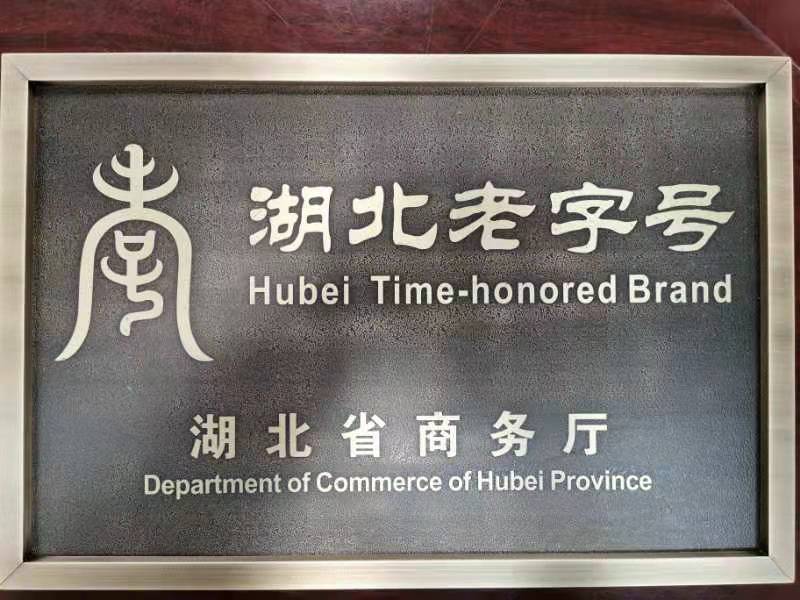 湖北老字号
Hubei Time-honored Brand
湖北省商务厅
Department of Commerce of Hubei Province